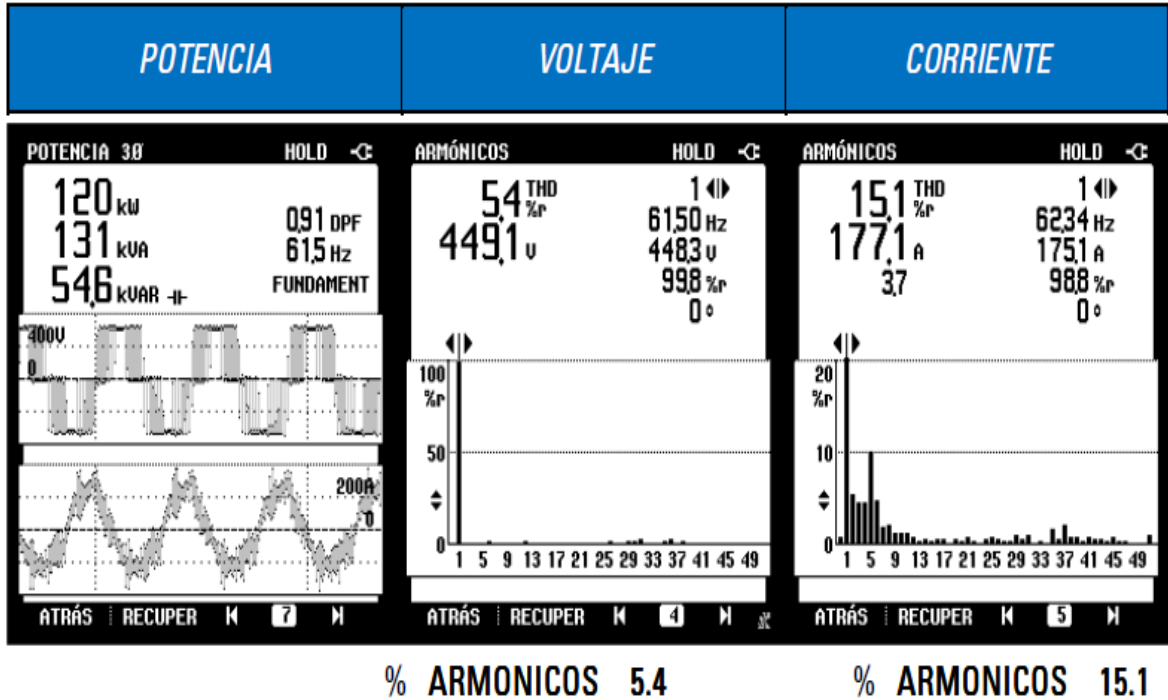 POTENCIA
VOLTAJE
CORRIENTE
POTENCIA 3Ø HOLD
120 kW
131 kVA
54,6 kVAR
0,91 DPF
61,5 Hz
FUNDAMENT
400V
0
200A
0
ATRÁS RECUPER 7
ARMÓNICOS HOLD
5,4 THD %r
449,1 V
1
61,50 Hz
448,3 V
99,8 %r
0 °
100
%r
50
0
1 5 9 13 17 21 25 29 33 37 41 45 49
ATRÁS RECUPER 4
ARMÓNICOS HOLD
15,1 THD %r
177,1 A
3,7
1
62,34 Hz
175,1 A
98,8 %r
0 °
20
%r
10
0
1 5 9 13 17 21 25 29 33 37 41 45 49
ATRÁS RECUPER 5
% ARMONICOS 5.4
% ARMONICOS 15.1